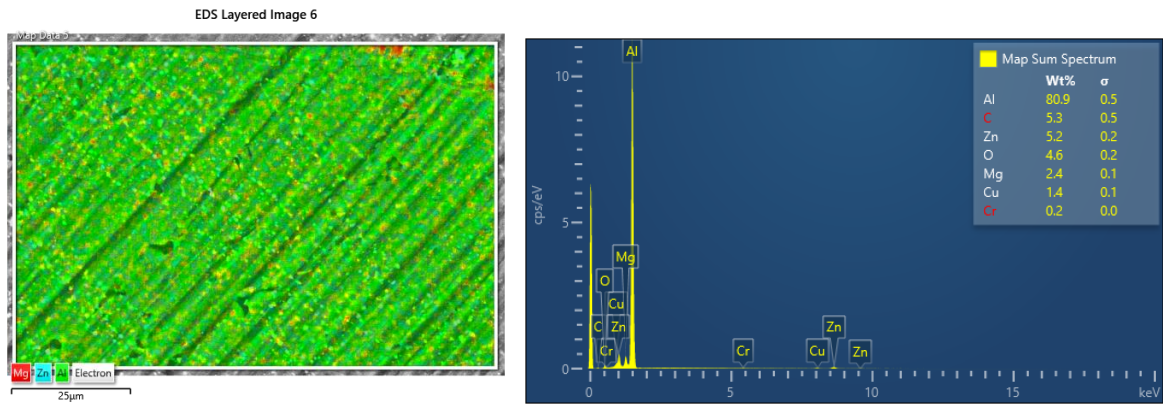 EDS Layered Image 6
Map Data 5
Mg Zn Al Electron
25μm
Map Sum Spectrum
Wt% σ
Al 80.9 0.5
C 5.3 0.5
Zn 5.2 0.2
O 4.6 0.2
Mg 2.4 0.1
Cu 1.4 0.1
Cr 0.2 0.0
cps/eV
10
5
0
Al
Mg
O
Cu
C Zn
Cr
Cr
Cu
Zn
Zn
0 5 10 15 keV